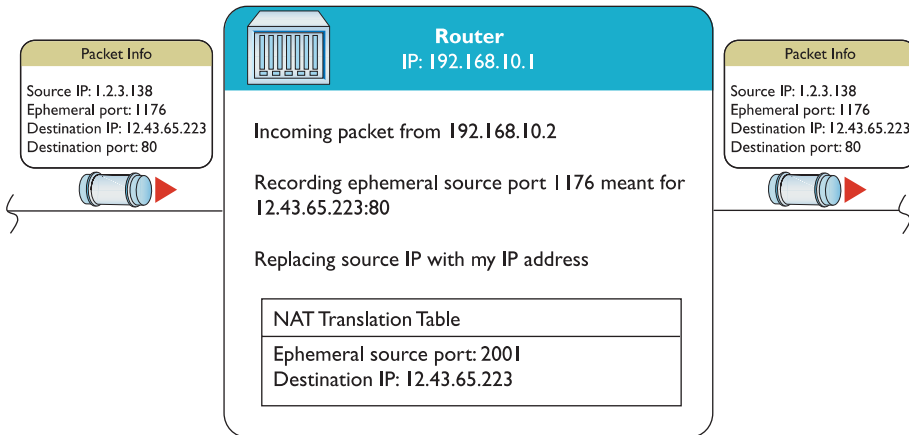 Packet Info
Source IP: 1.2.3.138
Ephemeral port: 1176
Destination IP: 12.43.65.223
Destination port: 80
Router
IP: 192.168.10.1
Incoming packet from 192.168.10.2
Recording ephemeral source port 1176 meant for
12.43.65.223:80
Replacing source IP with my IP address
NAT Translation Table
Ephemeral source port: 2001
Destination IP: 12.43.65.223
Packet Info
Source IP: 1.2.3.138
Ephemeral port: 1176
Destination IP: 12.43.65.223
Destination port: 80